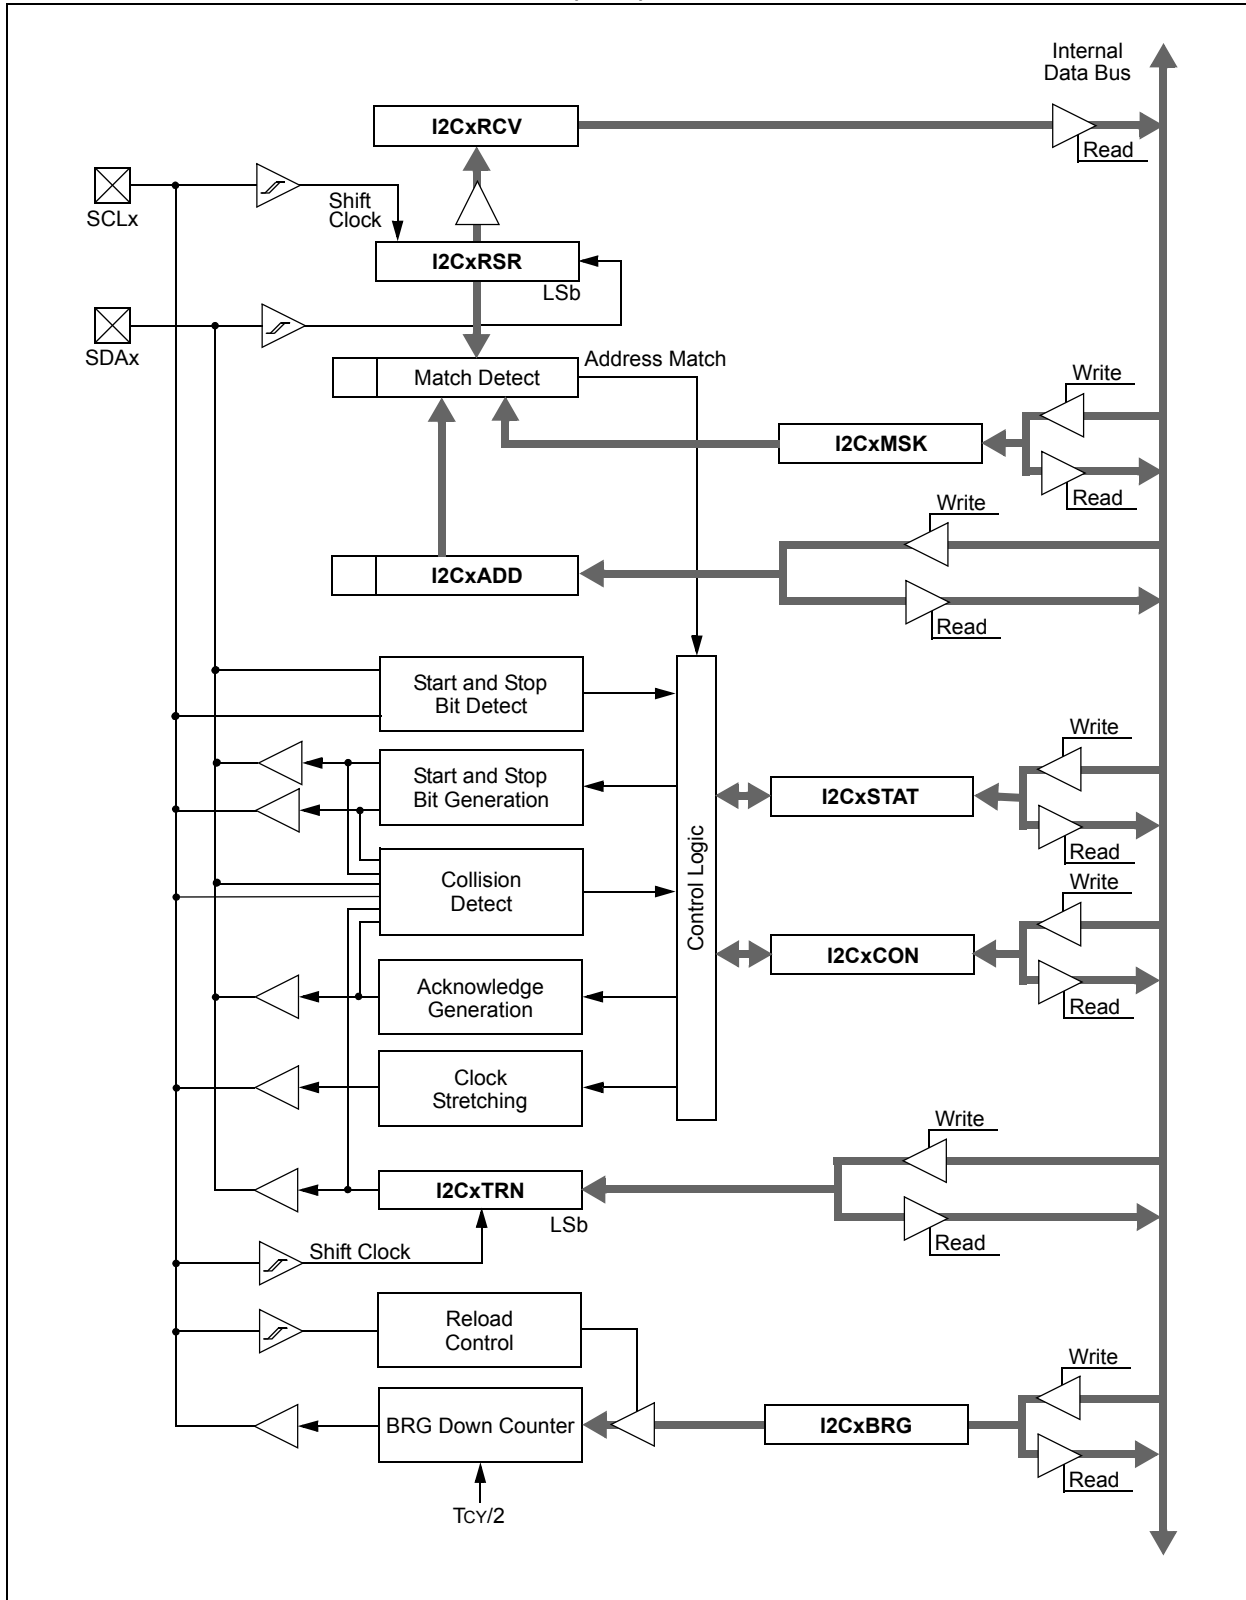 Internal
Data Bus
I2CxRCV
Read
SCLx
Shift
Clock
I2CxRSR
LSb
SDAx
Match Detect
Address Match
Write
I2CxMSK
Read
Write
I2CxADD
Read
Start and Stop
Bit Detect
Start and Stop
Bit Generation
Collision
Detect
Acknowledge
Generation
Clock
Stretching
Control Logic
Write
I2CxSTAT
Read
Write
I2CxCON
Read
Write
I2CxTRN
LSb
Read
Shift Clock
Reload
Control
Write
BRG Down Counter
I2CxBRG
Read
TCY/2